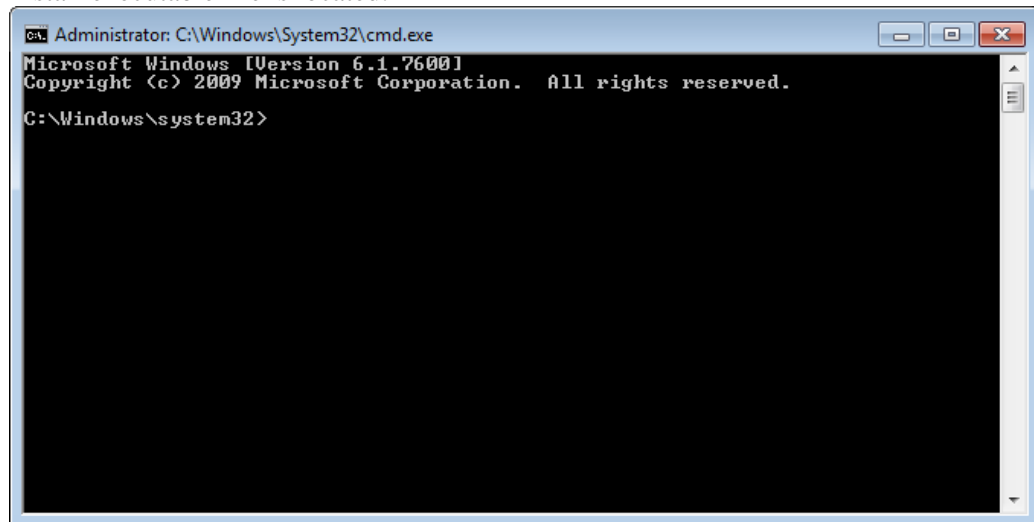 Administrator: C:\Windows\System32\cmd.exe
Microsoft Windows [Version 6.1.7600]
Copyright (c) 2009 Microsoft Corporation.  All rights reserved.
C:\Windows\system32>